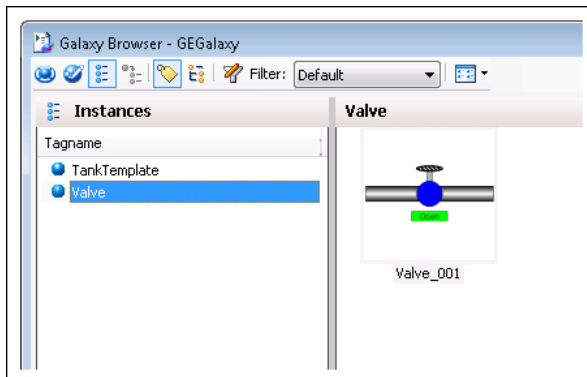 Galaxy Browser - GEGalaxy
Filter: Default
Instances
Valve
Tagname
TankTemplate
Valve
Open
Valve_001